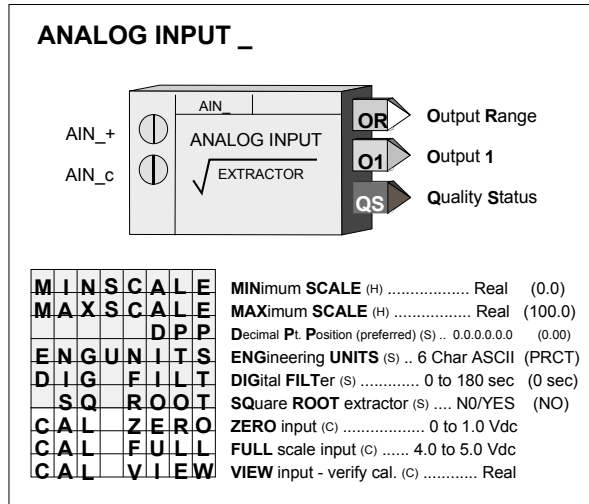 ANALOG INPUT _
AIN_
OR Output Range
AIN_+
ANALOG INPUT
O1 Output 1
AIN_c
√ EXTRACTOR
QS Quality Status
MINSCALE MINimum SCALE (H) .................. Real (0.0)
MAXSCALE MAXimum SCALE (H) .................. Real (100.0)
DPP Decimal Pt. Position (preferred) (S) .. 0.0.0.0.0.0 (0.00)
ENGUNITS ENGineering UNITS (S) .. 6 Char ASCII (PRCT)
DIG FILT DIGital FILTer (S) ............. 0 to 180 sec (0 sec)
SQ ROOT SQuare ROOT extractor (S) .... N0/YES (NO)
CAL ZERO ZERO input (C) .................. 0 to 1.0 Vdc
CAL FULL FULL scale input (C) ...... 4.0 to 5.0 Vdc
CAL VIEW VIEW input - verify cal. (C) ............ Real